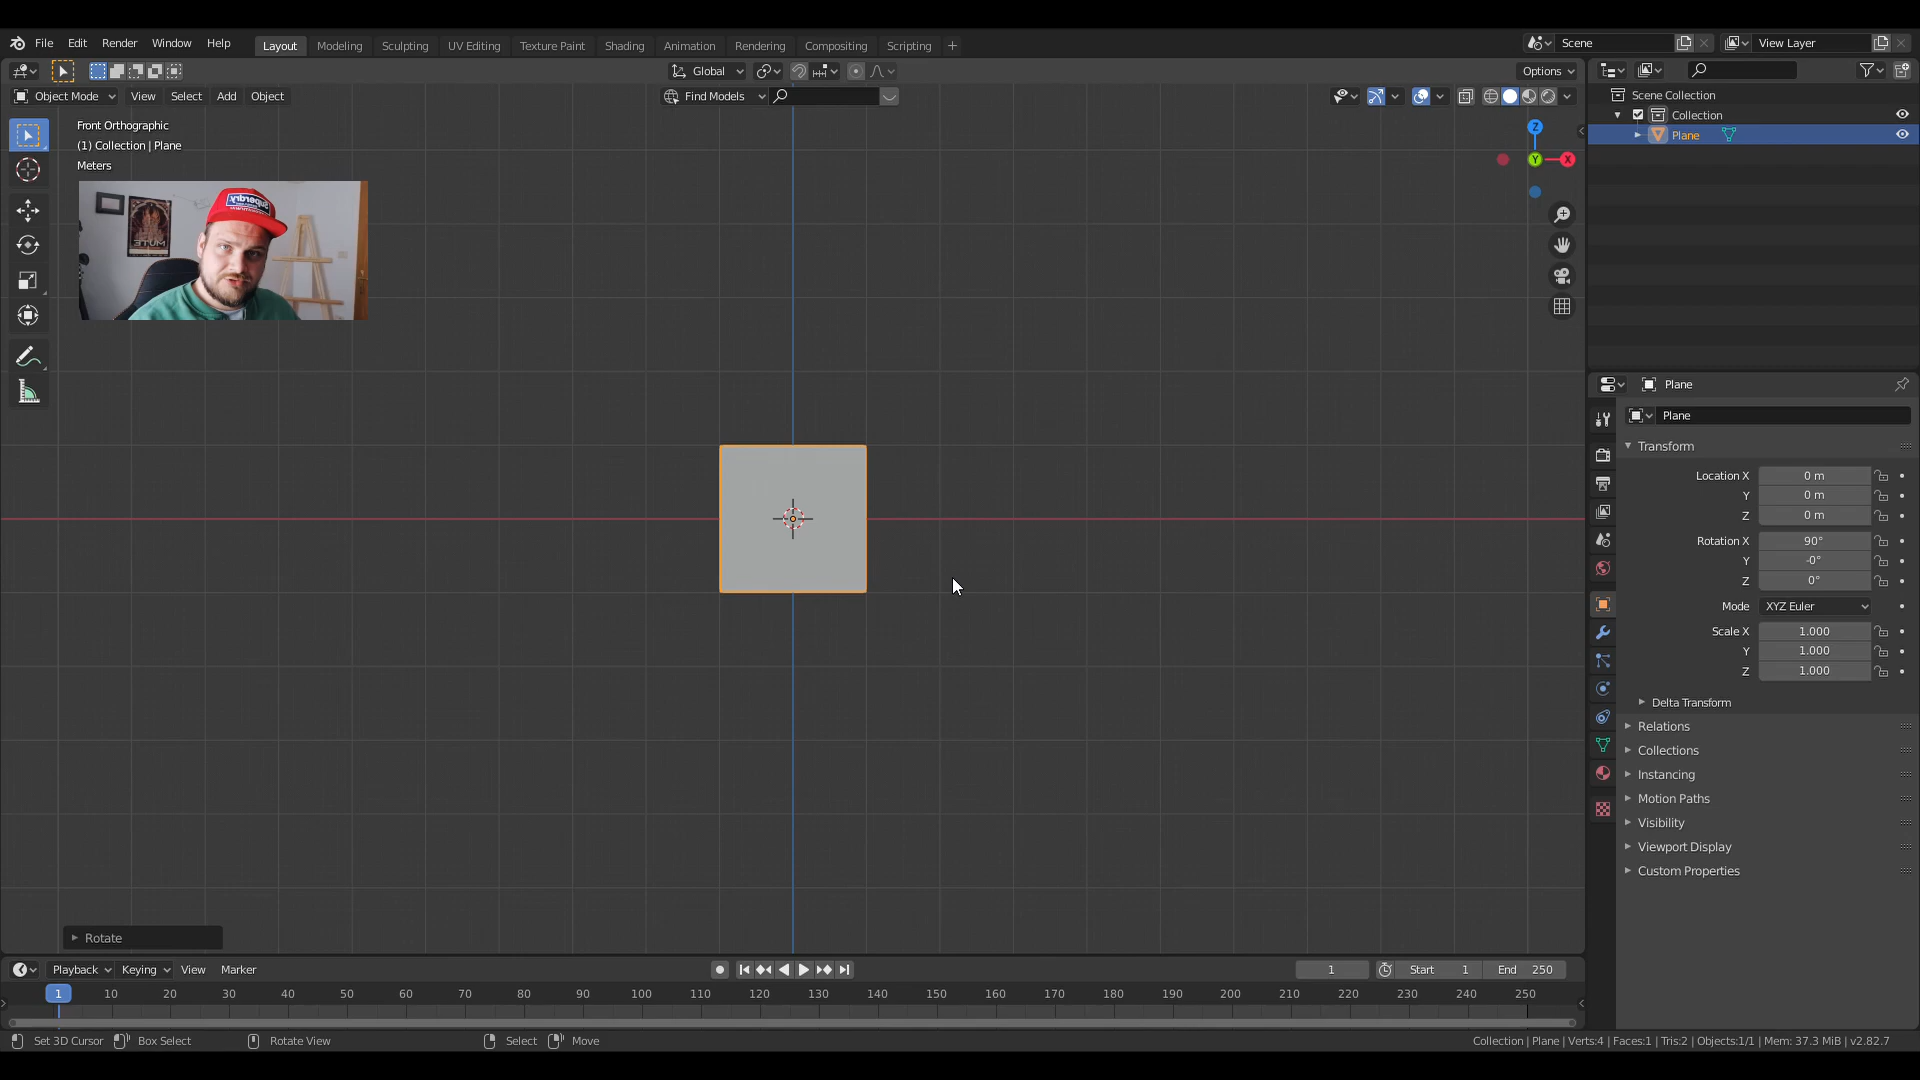 File Edit Render Window Help
Layout Modeling Sculpting UV Editing Texture Paint Shading Animation Rendering Compositing Scripting +
Scene
View Layer
Global
Options
Object Mode View Select Add Object
Find Models
Scene Collection
Collection
Plane
Front Orthographic
(1) Collection | Plane
Meters
Z
Y
X
Superdry
MUTE
Plane
Plane
Transform
Location X 0 m
Y 0 m
Z 0 m
Rotation X 90°
Y -0°
Z 0°
Mode XYZ Euler
Scale X 1.000
Y 1.000
Z 1.000
Delta Transform
Relations
Collections
Instancing
Motion Paths
Visibility
Viewport Display
Custom Properties
Rotate
Playback Keying View Marker
1 Start 1 End 250
1 10 20 30 40 50 60 70 80 90 100 110 120 130 140 150 160 170 180 190 200 210 220 230 240 250
Set 3D Cursor Box Select Rotate View Select Move
Collection | Plane | Verts:4 | Faces:1 | Tris:2 | Objects:1/1 | Mem: 37.3 MiB | v2.82.7